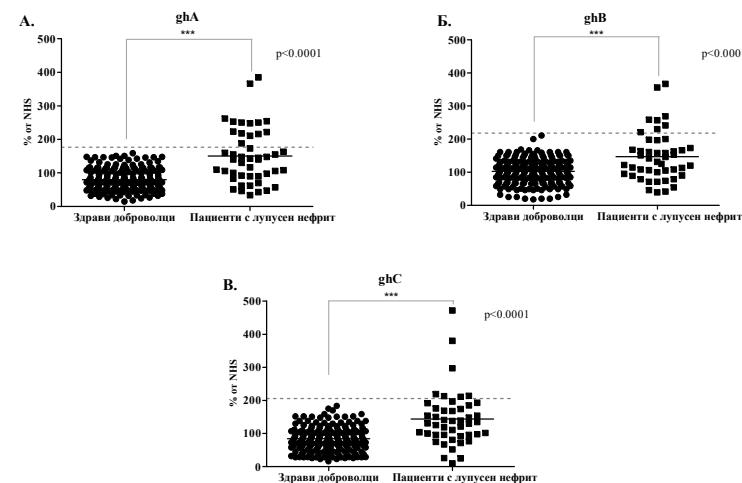 А.
ghA
500
***
p<0.0001
400
300
% от NHS
200
100
0
Здрави доброволци
Пациенти с лупусен нефрит
Б.
ghB
500
***
p<0.000
400
300
% от NHS
200
100
0
Здрави доброволци
Пациенти с лупусен нефрит
В.
ghC
500
***
p<0.0001
400
300
% от NHS
200
100
0
Здрави доброволци
Пациенти с лупусен нефрит